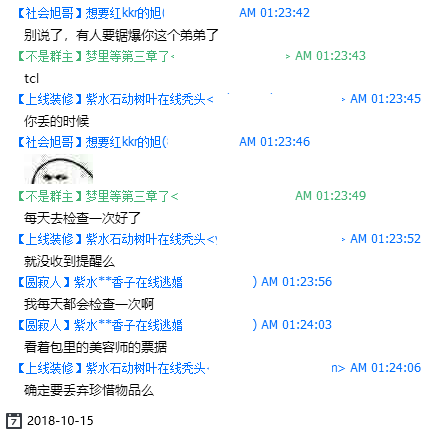 【社会旭哥】想要红kkr的旭( AM 01:23:42
别说了，有人要锯爆你这个弟弟了
【不是群主】梦里等第三章了< > AM 01:23:43
tcl
【上线装修】紫水石动树叶在线秃头< > AM 01:23:45
你丢的时候
【社会旭哥】想要红kkr的旭( AM 01:23:46
【不是群主】梦里等第三章了< AM 01:23:49
每天去检查一次好了
【上线装修】紫水石动树叶在线秃头< > AM 01:23:52
就没收到提醒么
【圆寂人】紫水**香子在线逃婚 ) AM 01:23:56
我每天都会检查一次啊
【圆寂人】紫水**香子在线逃婚 ) AM 01:24:03
看着包里的美容师的票据
【上线装修】紫水石动树叶在线秃头 n> AM 01:24:06
确定要丢弃珍惜物品么
7 2018-10-15